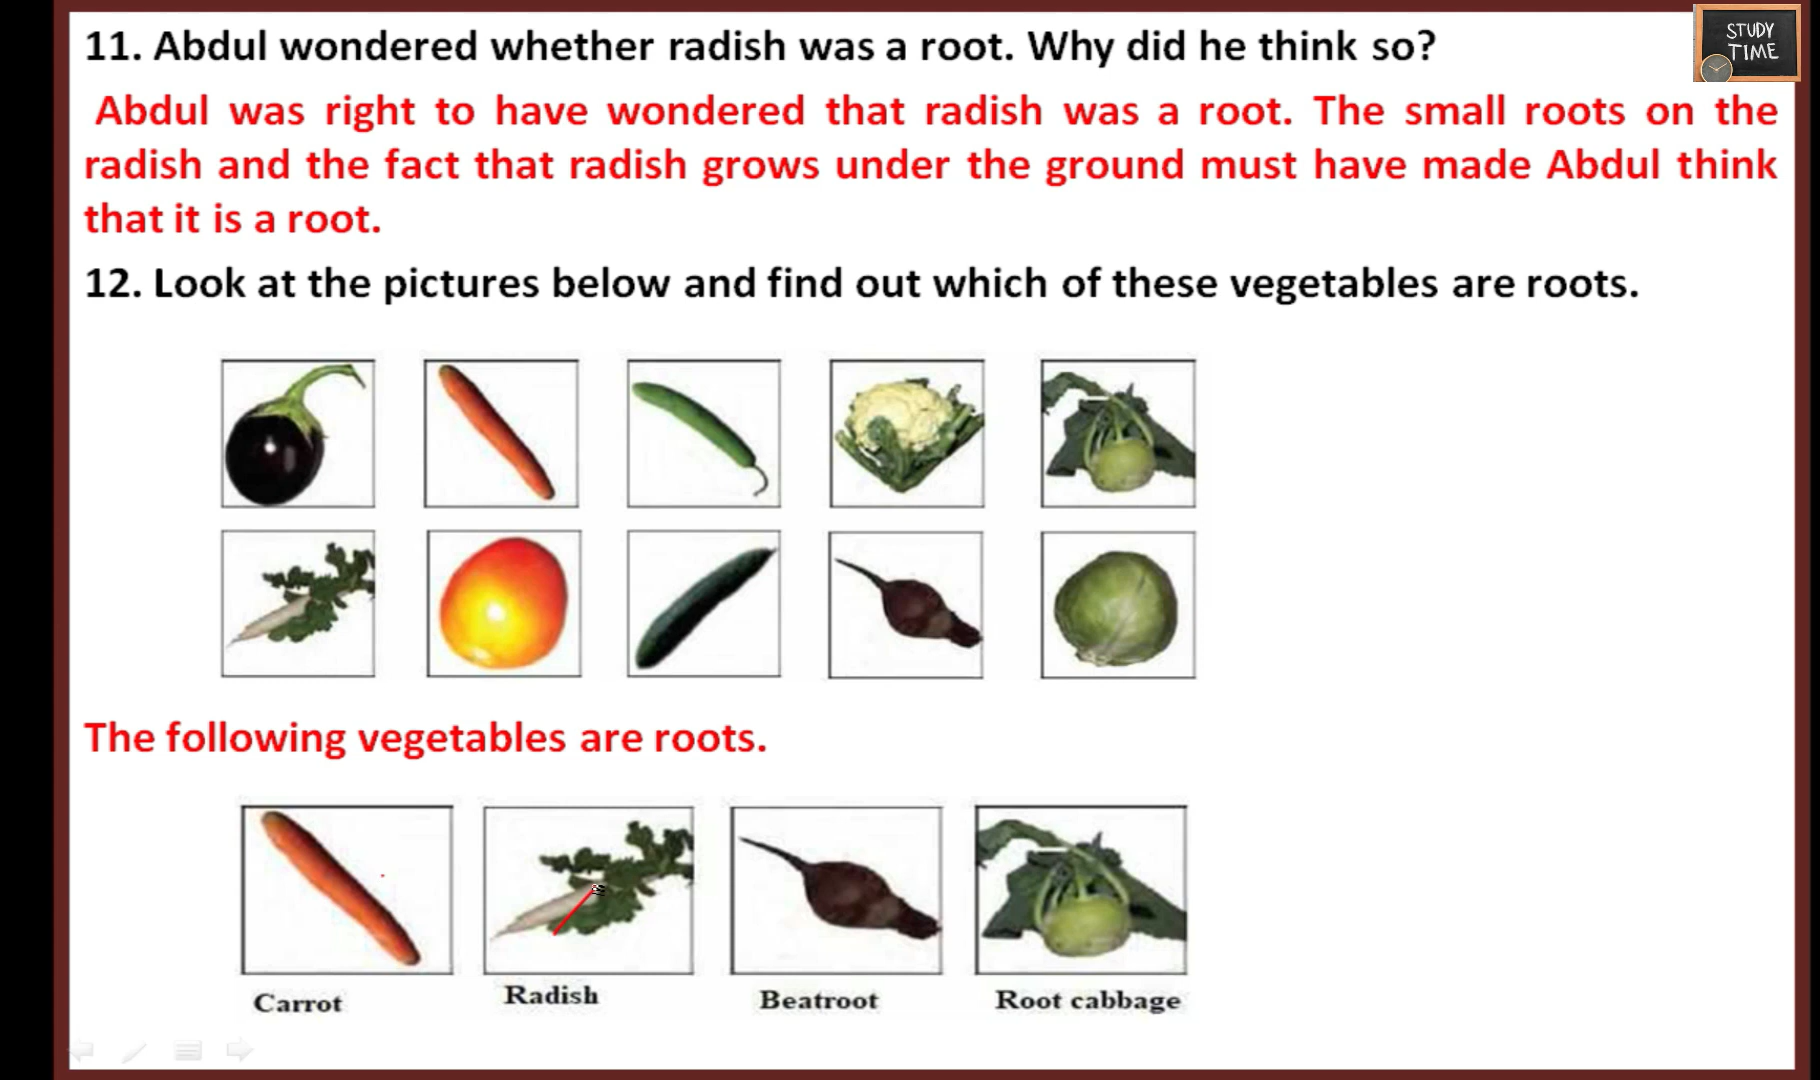 STUDY
TIME
11. Abdul wondered whether radish was a root. Why did he think so?
Abdul was right to have wondered that radish was a root. The small roots on the
radish and the fact that radish grows under the ground must have made Abdul think
that it is a root.
12. Look at the pictures below and find out which of these vegetables are roots.
The following vegetables are roots.
Carrot
Radish
Beatroot
Root cabbage